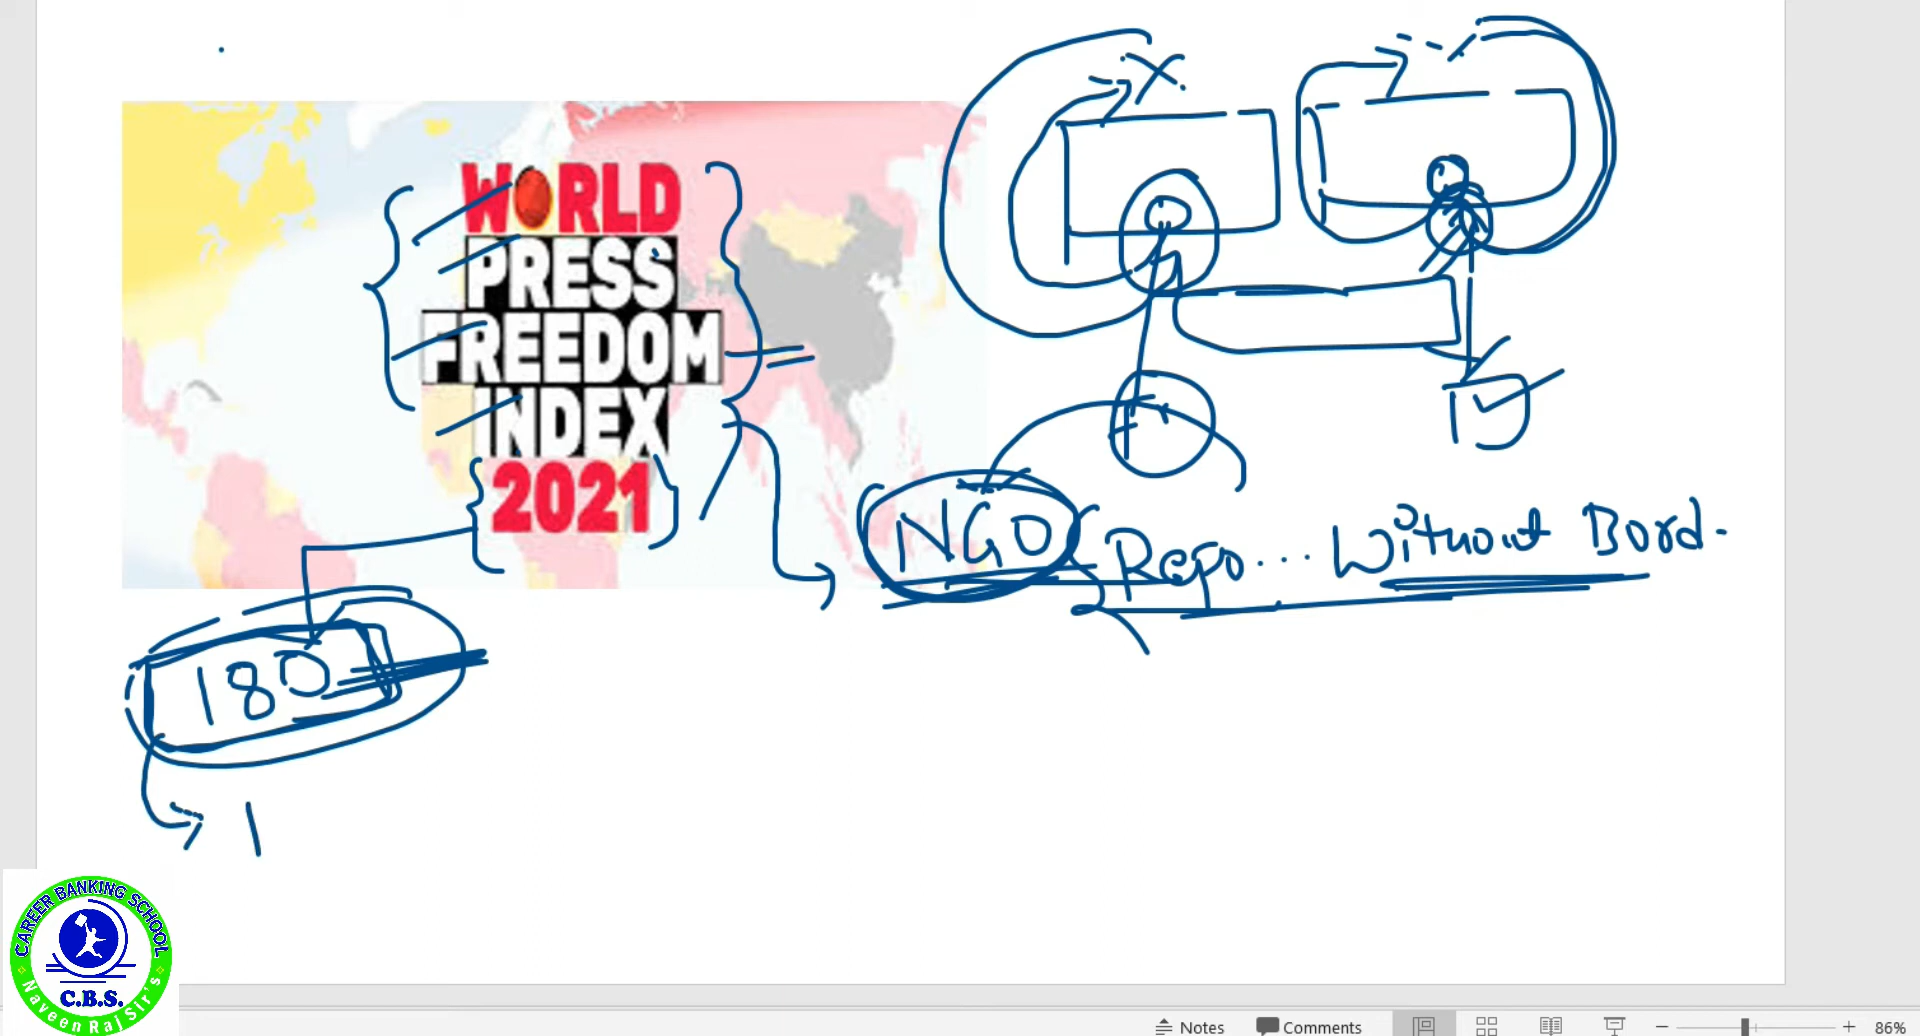 WORLD
PRESS
FREEDOM
INDEX
2021
NGO Repo... Without Bord-
180
1
CAREER BANKING SCHOOL
C.B.S.
Naveen Raj Sir's
Notes Comments 86%